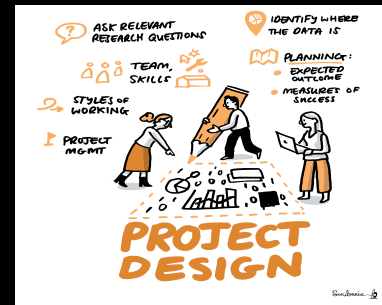 ASK RELEVANT
RESEARCH QUESTIONS
TEAM,
SKILLS
STYLES OF
WORKING
PROJECT
MGMT
IDENTIFY WHERE
THE DATA IS
PLANNING:
EXPECTED
OUTCOME
MEASURES OF
SUCCESS
PROJECT
DESIGN